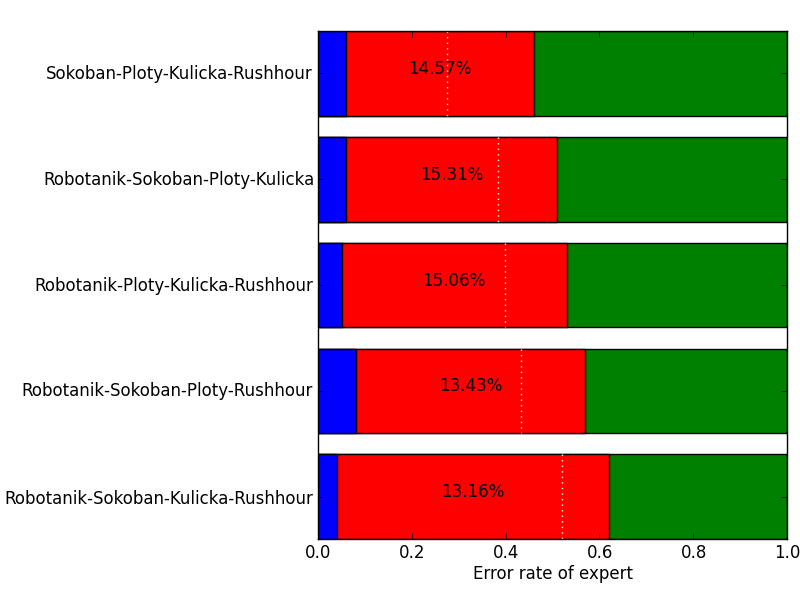 Sokoban-Ploty-Kulicka-Rushhour
14.57%
Robotanik-Sokoban-Ploty-Kulicka
15.31%
Robotanik-Ploty-Kulicka-Rushhour
15.06%
Robotanik-Sokoban-Ploty-Rushhour
13.43%
Robotanik-Sokoban-Kulicka-Rushhour
13.16%
0.0 0.2 0.4 0.6 0.8 1.0
Error rate of expert